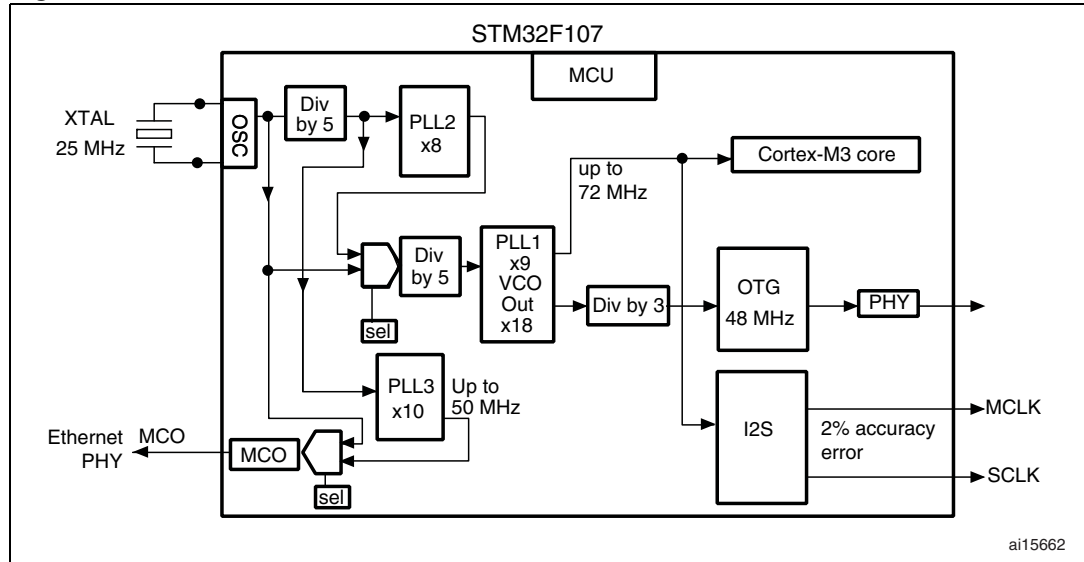 STM32F107
MCU
XTAL
25 MHz
OSC
Div
by 5
PLL2
x8
Cortex-M3 core
up to
72 MHz
Div
by 5
PLL1
x9
VCO
Out
x18
sel
Div by 3
OTG
48 MHz
PHY
PLL3
x10
Up to
50 MHz
Ethernet
PHY
MCO
MCO
sel
I2S
2% accuracy
error
MCLK
SCLK
ai15662